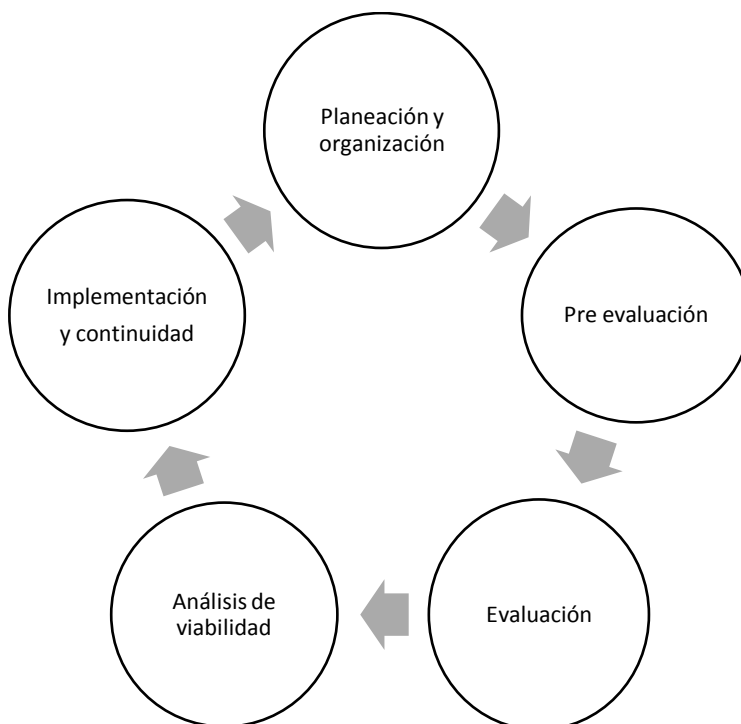 Planeación y
organización
Pre evaluación
Evaluación
Análisis de
viabilidad
Implementación
y continuidad